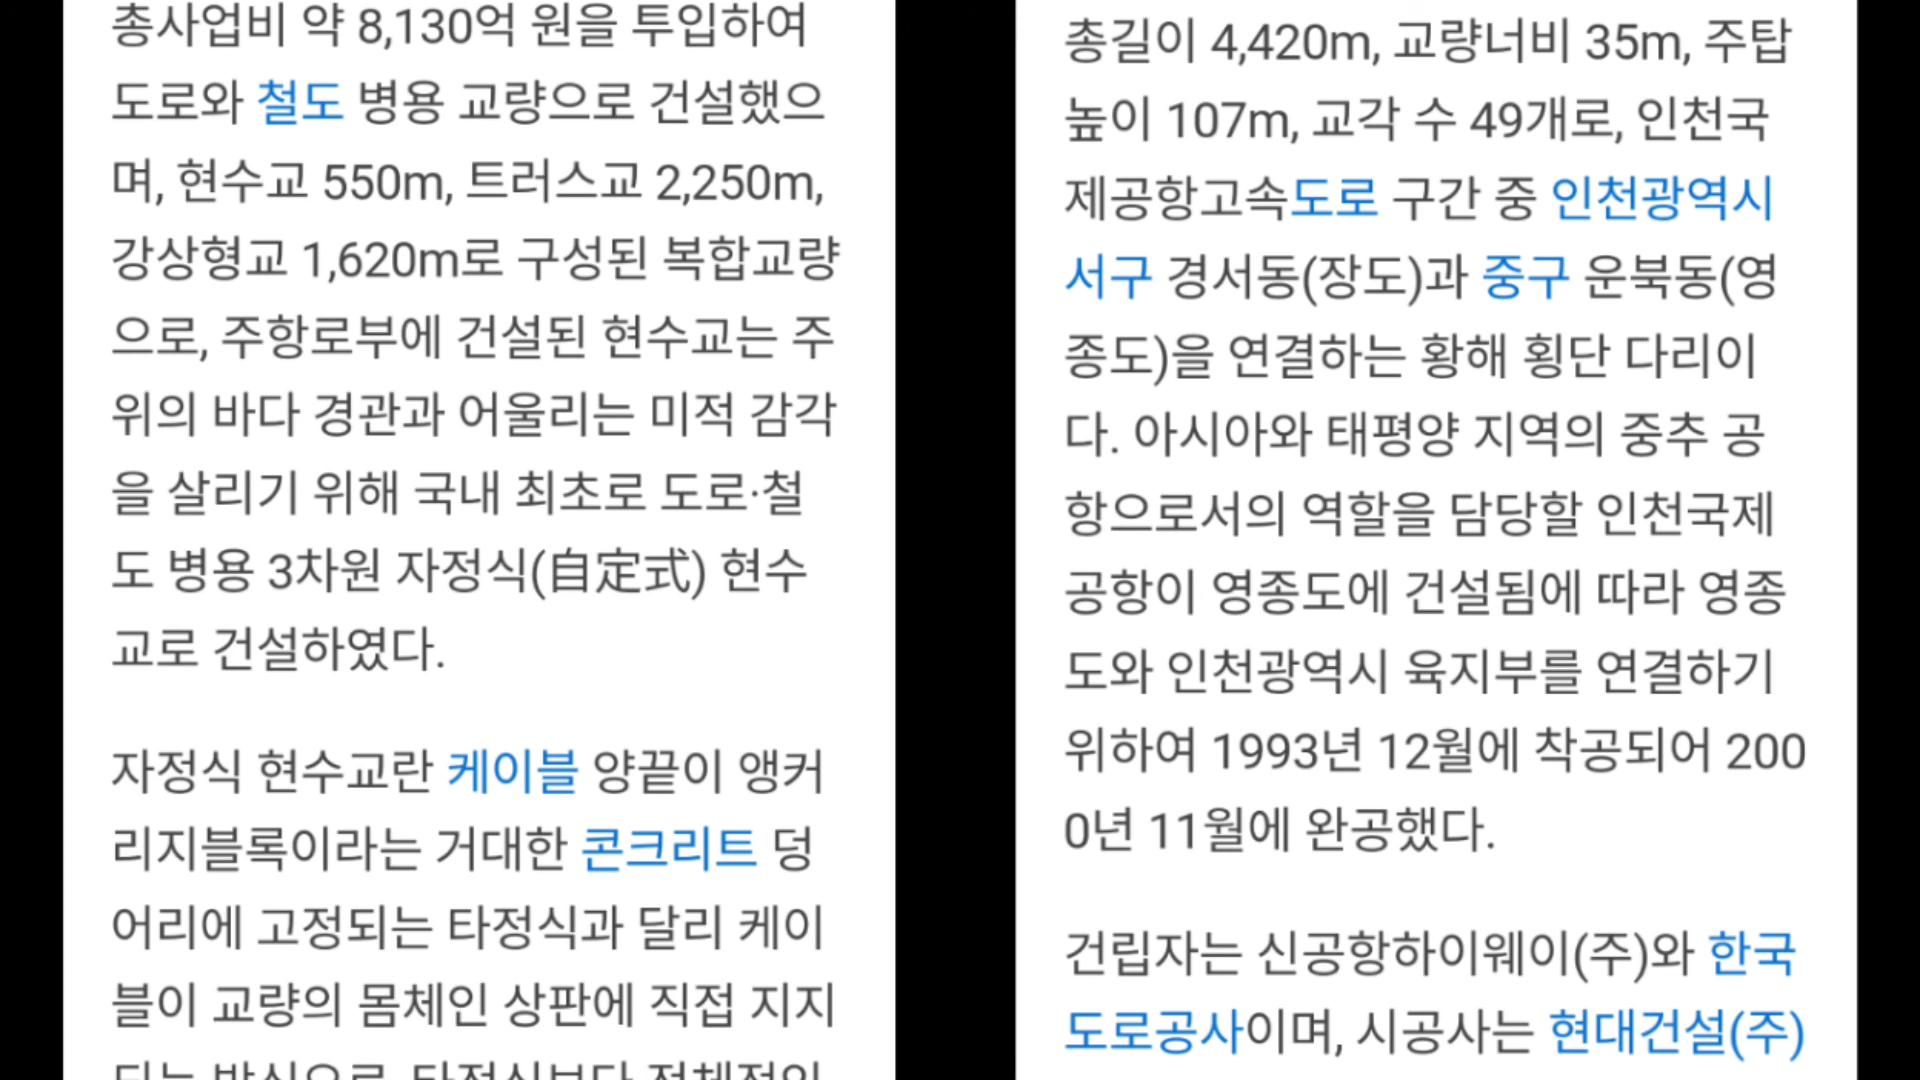 총사업비 약 8,130억 원을 투입하여
도로와 철도 병용 교량으로 건설했으
며, 현수교 550m, 트러스교 2,250m,
강상형교 1,620m로 구성된 복합교량
으로, 주항로부에 건설된 현수교는 주
위의 바다 경관과 어울리는 미적 감각
을 살리기 위해 국내 최초로 도로·철
도 병용 3차원 자정식(自定式) 현수
교로 건설하였다.
자정식 현수교란 케이블 양끝이 앵커
리지블록이라는 거대한 콘크리트 덩
어리에 고정되는 타정식과 달리 케이
블이 교량의 몸체인 상판에 직접 지지
되는 방식으로, 타정식보다 전체적인
총길이 4,420m, 교량너비 35m, 주탑
높이 107m, 교각 수 49개로, 인천국
제공항고속도로 구간 중 인천광역시
서구 경서동(장도)과 중구 운북동(영
종도)을 연결하는 황해 횡단 다리이
다. 아시아와 태평양 지역의 중추 공
항으로서의 역할을 담당할 인천국제
공항이 영종도에 건설됨에 따라 영종
도와 인천광역시 육지부를 연결하기
위하여 1993년 12월에 착공되어 200
0년 11월에 완공했다.
건립자는 신공항하이웨이(주)와 한국
도로공사이며, 시공사는 현대건설(주)